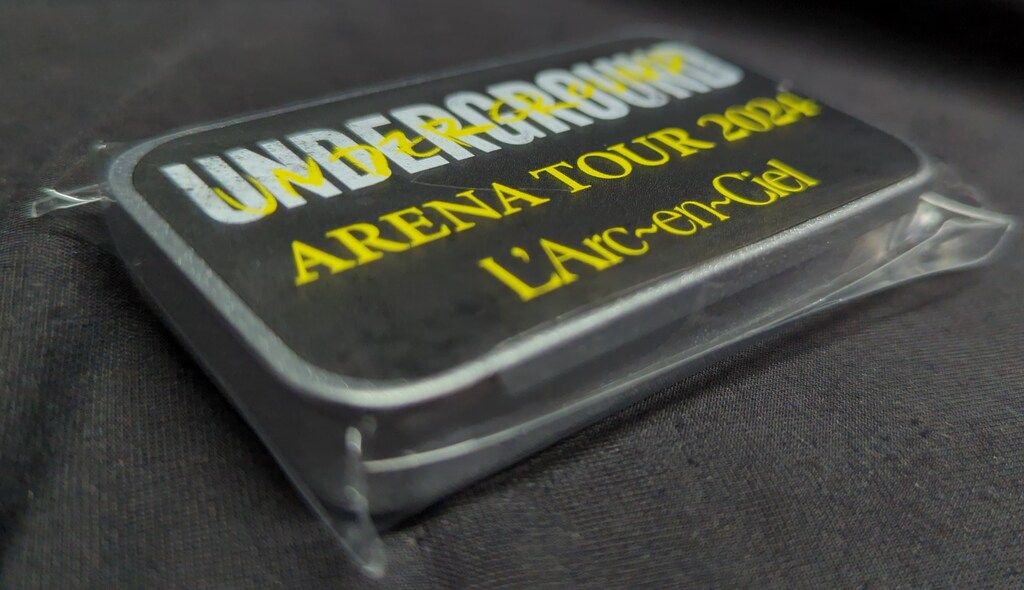 UNDERGROUND
UNDERGROUND
ARENA TOUR 2024
L'Arc~en~Ciel